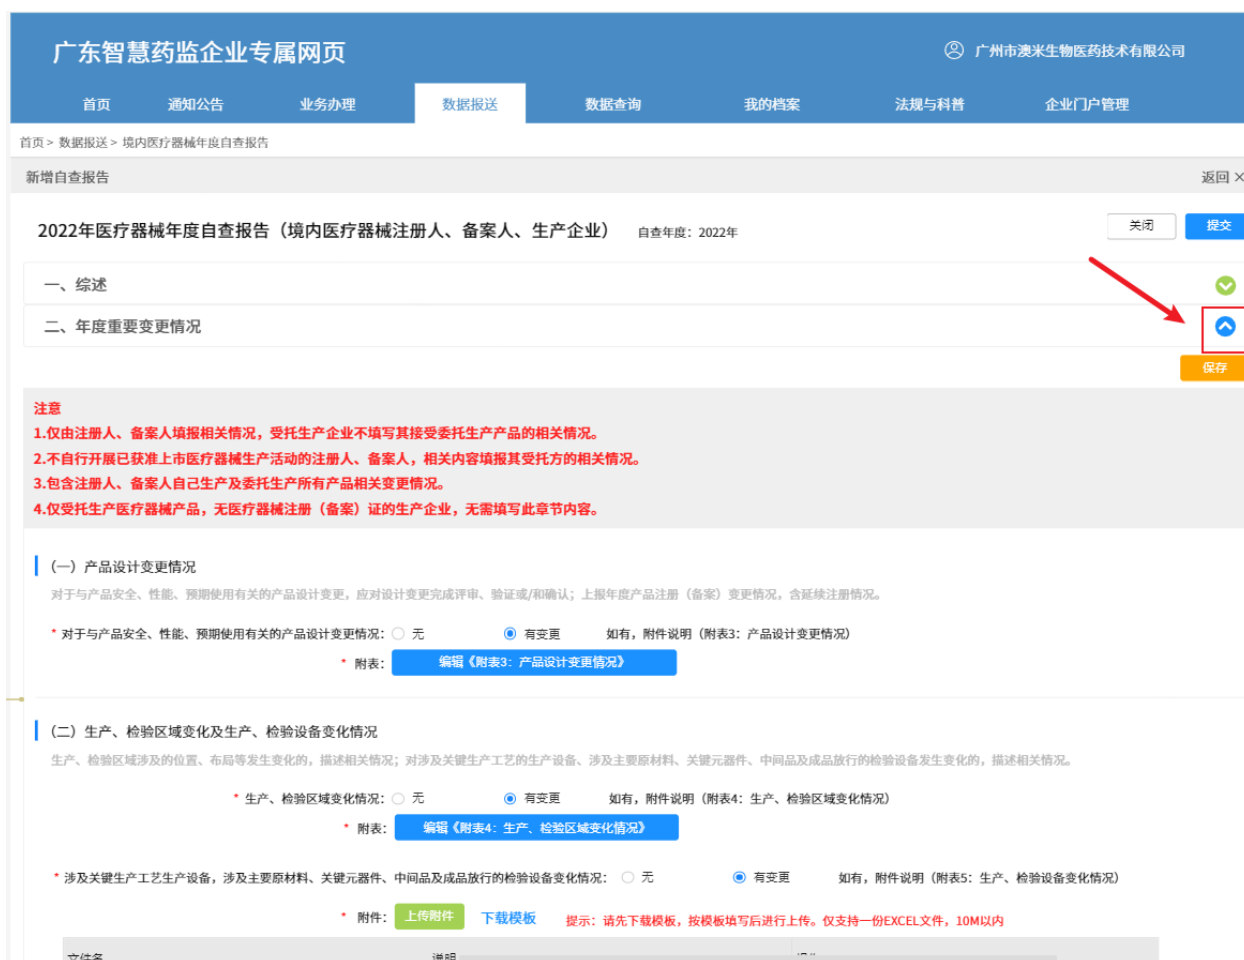 广东智慧药监企业专属网页
广州市澳米生物医药技术有限公司
首页 通知公告 业务办理 数据报送 数据查询 我的档案 法规与科普 企业门户管理
首页 > 数据报送 > 境内医疗器械年度自查报告
新增自查报告 返回 ×
2022年医疗器械年度自查报告（境内医疗器械注册人、备案人、生产企业） 自查年度：2022年 关闭 提交
一、综述
二、年度重要变更情况
保存
注意
1.仅由注册人、备案人填报相关情况，受托生产企业不填写其接受委托生产产品的相关情况。
2.不自行开展已获准上市医疗器械生产活动的注册人、备案人，相关内容填报其受托方的相关情况。
3.包含注册人、备案人自己生产及委托生产所有产品相关变更情况。
4.仅受托生产医疗器械产品，无医疗器械注册（备案）证的生产企业，无需填写此章节内容。
（一）产品设计变更情况
对于与产品安全、性能、预期使用有关的产品设计变更，应对设计变更完成评审、验证或/和确认；上报年度产品注册（备案）变更情况，含延续注册情况。
* 对于与产品安全、性能、预期使用有关的产品设计变更情况： 无 有变更 如有，附件说明（附表3：产品设计变更情况）
* 附表： 编辑《附表3：产品设计变更情况》
（二）生产、检验区域变化及生产、检验设备变化情况
生产、检验区域涉及的位置、布局等发生变化的，描述相关情况；对涉及关键生产工艺的生产设备、涉及主要原材料、关键元器件、中间品及成品放行的检验设备发生变化的，描述相关情况。
* 生产、检验区域变化情况： 无 有变更 如有，附件说明（附表4：生产、检验区域变化情况）
* 附表： 编辑《附表4：生产、检验区域变化情况》
* 涉及关键生产工艺生产设备，涉及主要原材料、关键元器件、中间品及成品放行的检验设备变化情况： 无 有变更 如有，附件说明（附表5：生产、检验设备变化情况）
* 附件： 上传附件 下载模板 提示：请先下载模板，按模板填写后进行上传。仅支持一份EXCEL文件，10M以内
文件名 说明